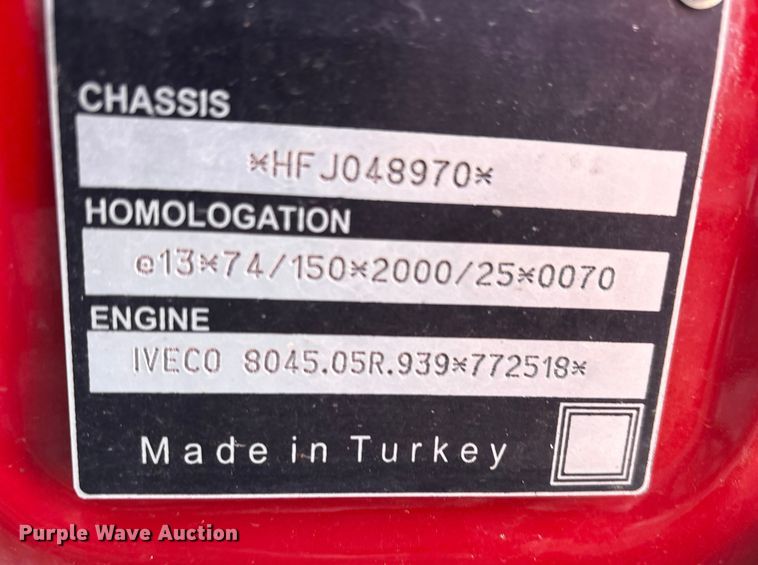 CHASSIS
*HFJ048970*
HOMOLOGATION
e13*74/150*2000/25*0070
ENGINE
IVECO 8045.05R.939*772518*
Made in Turkey
Purple Wave Auction